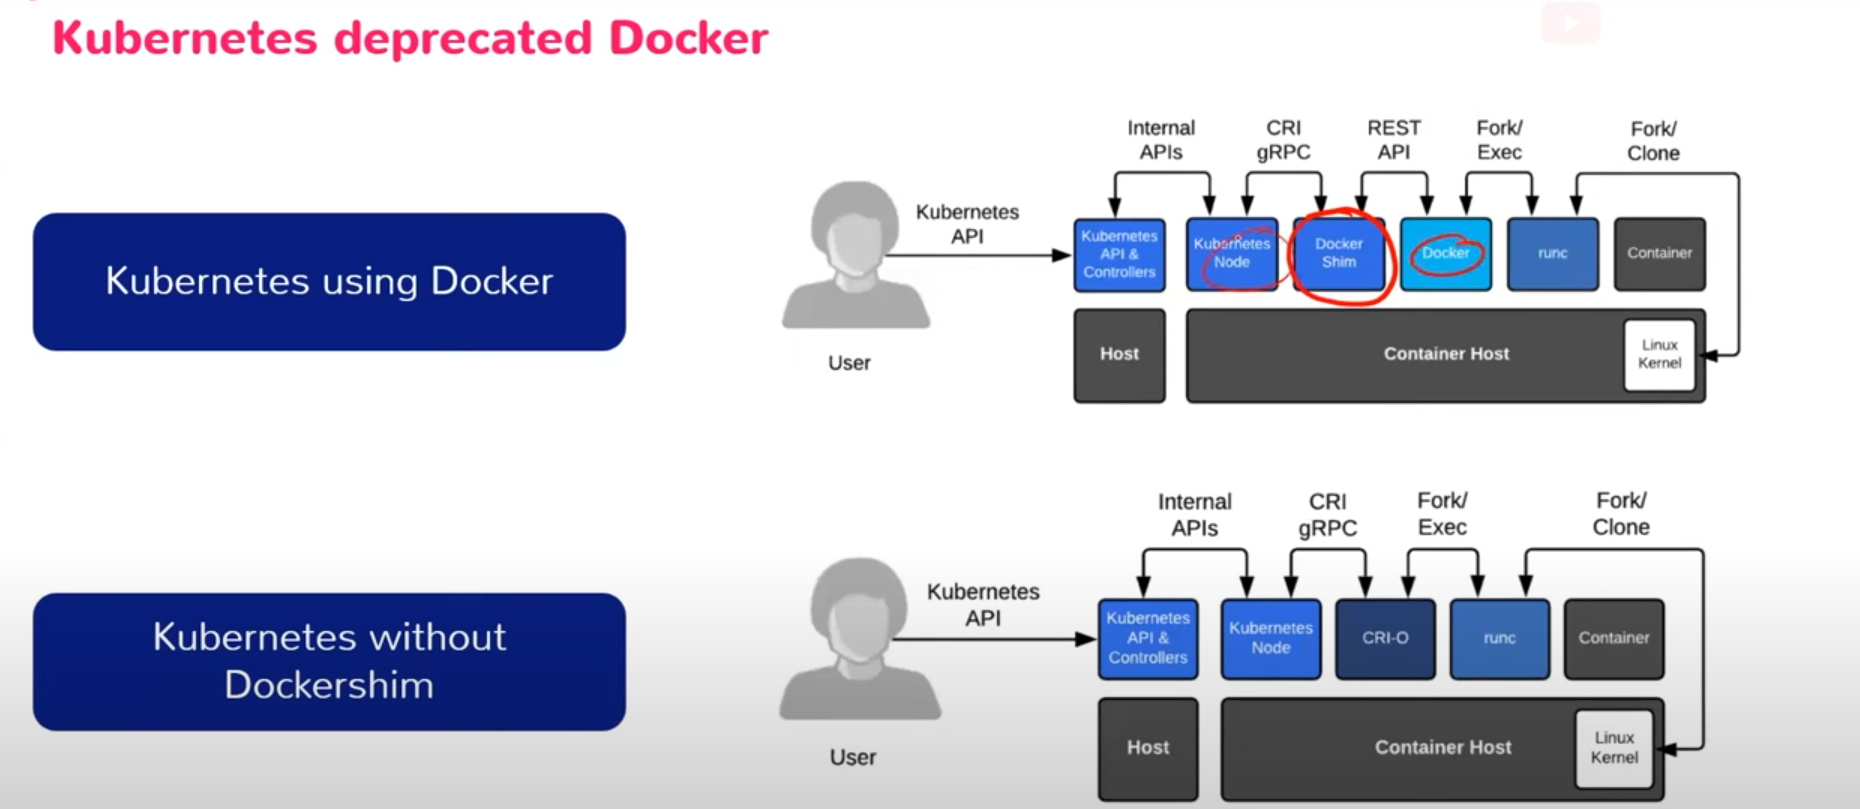 Kubernetes deprecated Docker
Kubernetes using Docker
User
Kubernetes
API
Internal
APIs
CRI
gRPC
REST
API
Fork/
Exec
Fork/
Clone
Kubernetes
API &
Controllers
Kubernetes
Node
Docker
Shim
Docker
runc
Container
Host
Container Host
Linux
Kernel
Kubernetes without
Dockershim
User
Kubernetes
API
Internal
APIs
CRI
gRPC
Fork/
Exec
Fork/
Clone
Kubernetes
API &
Controllers
Kubernetes
Node
CRI-O
runc
Container
Host
Container Host
Linux
Kernel